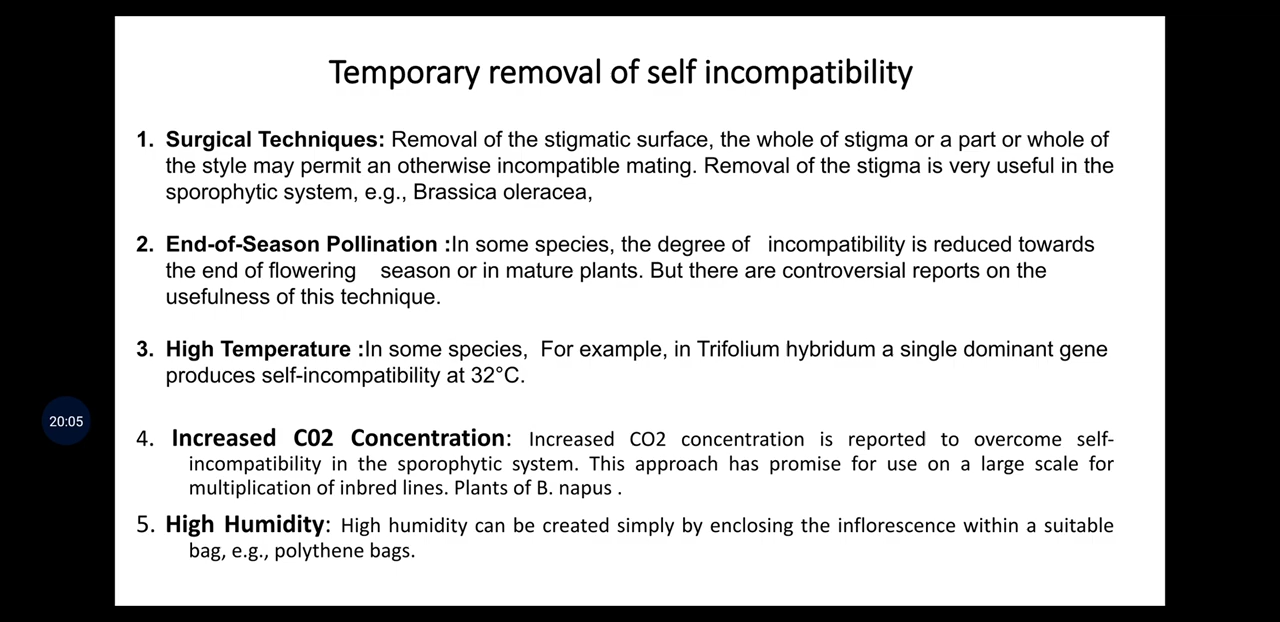 Temporary removal of self incompatibility
1. Surgical Techniques: Removal of the stigmatic surface, the whole of stigma or a part or whole of
the style may permit an otherwise incompatible mating. Removal of the stigma is very useful in the
sporophytic system, e.g., Brassica oleracea,
2. End-of-Season Pollination :In some species, the degree of incompatibility is reduced towards
the end of flowering season or in mature plants. But there are controversial reports on the
usefulness of this technique.
3. High Temperature :In some species, For example, in Trifolium hybridum a single dominant gene
produces self-incompatibility at 32°C.
20:05
4. Increased C02 Concentration: Increased CO2 concentration is reported to overcome self-
incompatibility in the sporophytic system. This approach has promise for use on a large scale for
multiplication of inbred lines. Plants of B. napus .
5. High Humidity: High humidity can be created simply by enclosing the inflorescence within a suitable
bag, e.g., polythene bags.